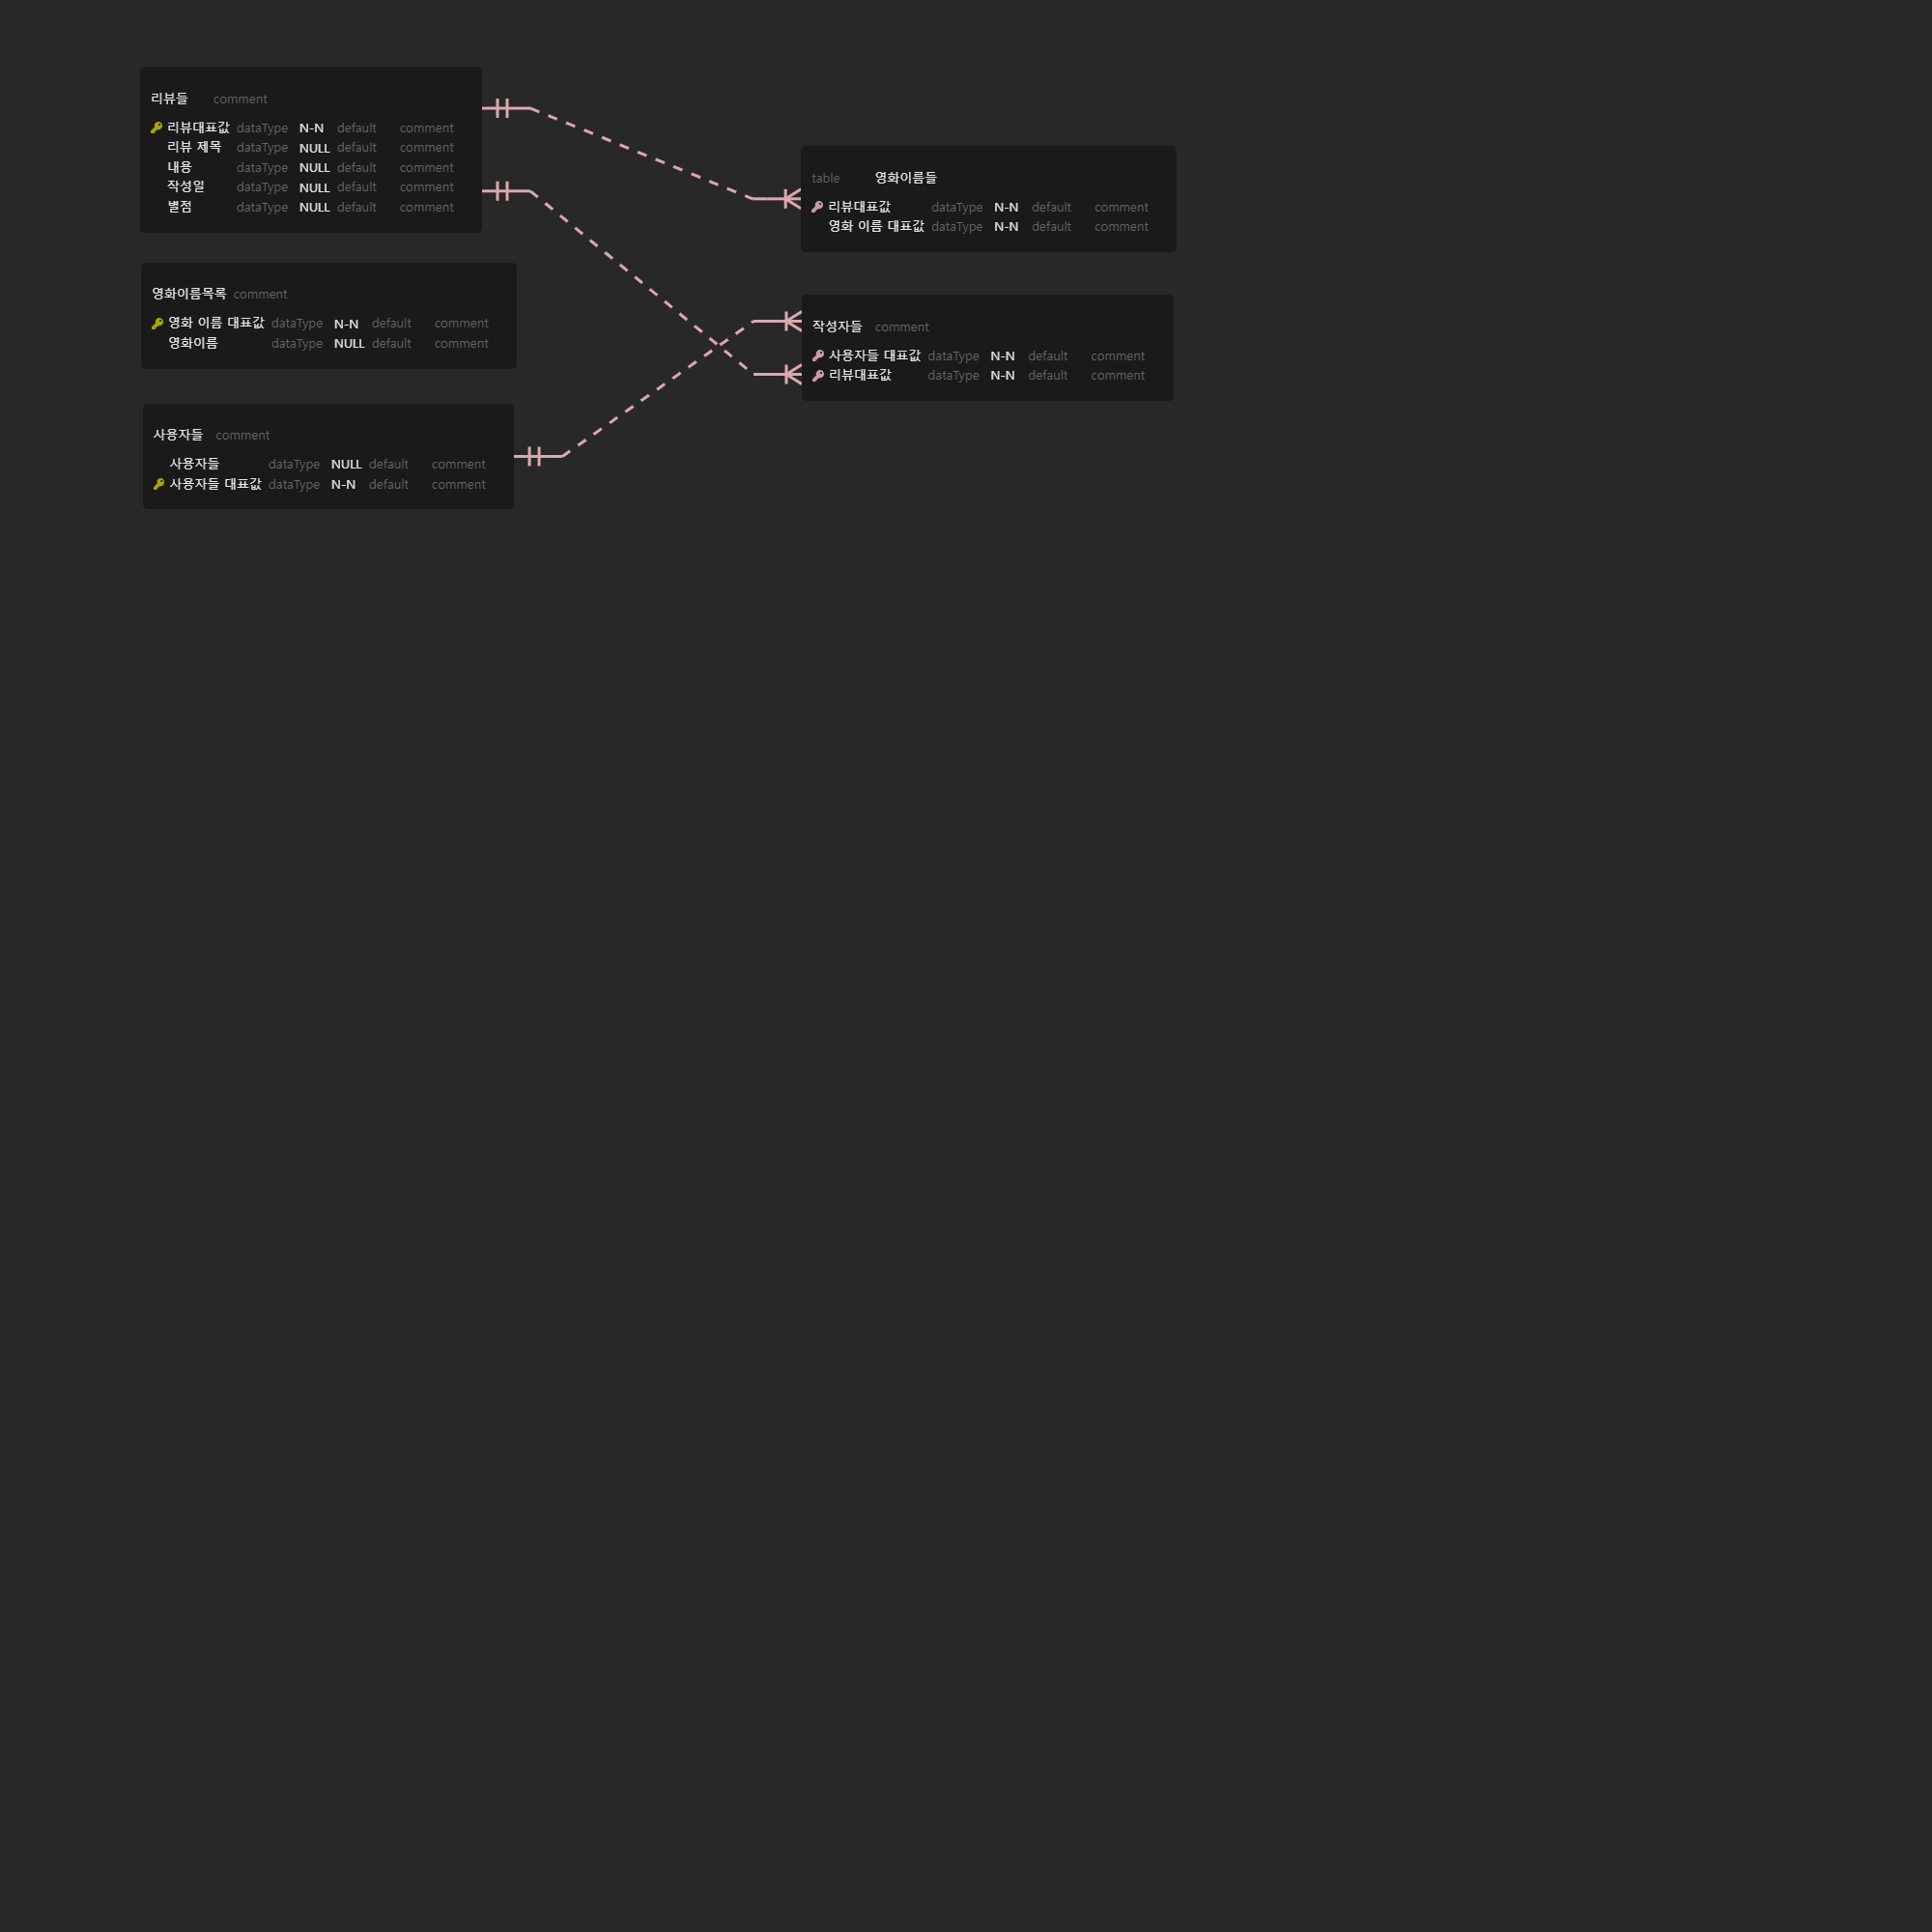 리뷰들 comment
리뷰대표값 dataType N-N default comment
리뷰 제목 dataType NULL default comment
내용 dataType NULL default comment
작성일 dataType NULL default comment
별점 dataType NULL default comment
table 영화이름들
리뷰대표값 dataType N-N default comment
영화 이름 대표값 dataType N-N default comment
영화이름목록 comment
영화 이름 대표값 dataType N-N default comment
영화이름 dataType NULL default comment
작성자들 comment
사용자들 대표값 dataType N-N default comment
리뷰대표값 dataType N-N default comment
사용자들 comment
사용자들 dataType NULL default comment
사용자들 대표값 dataType N-N default comment